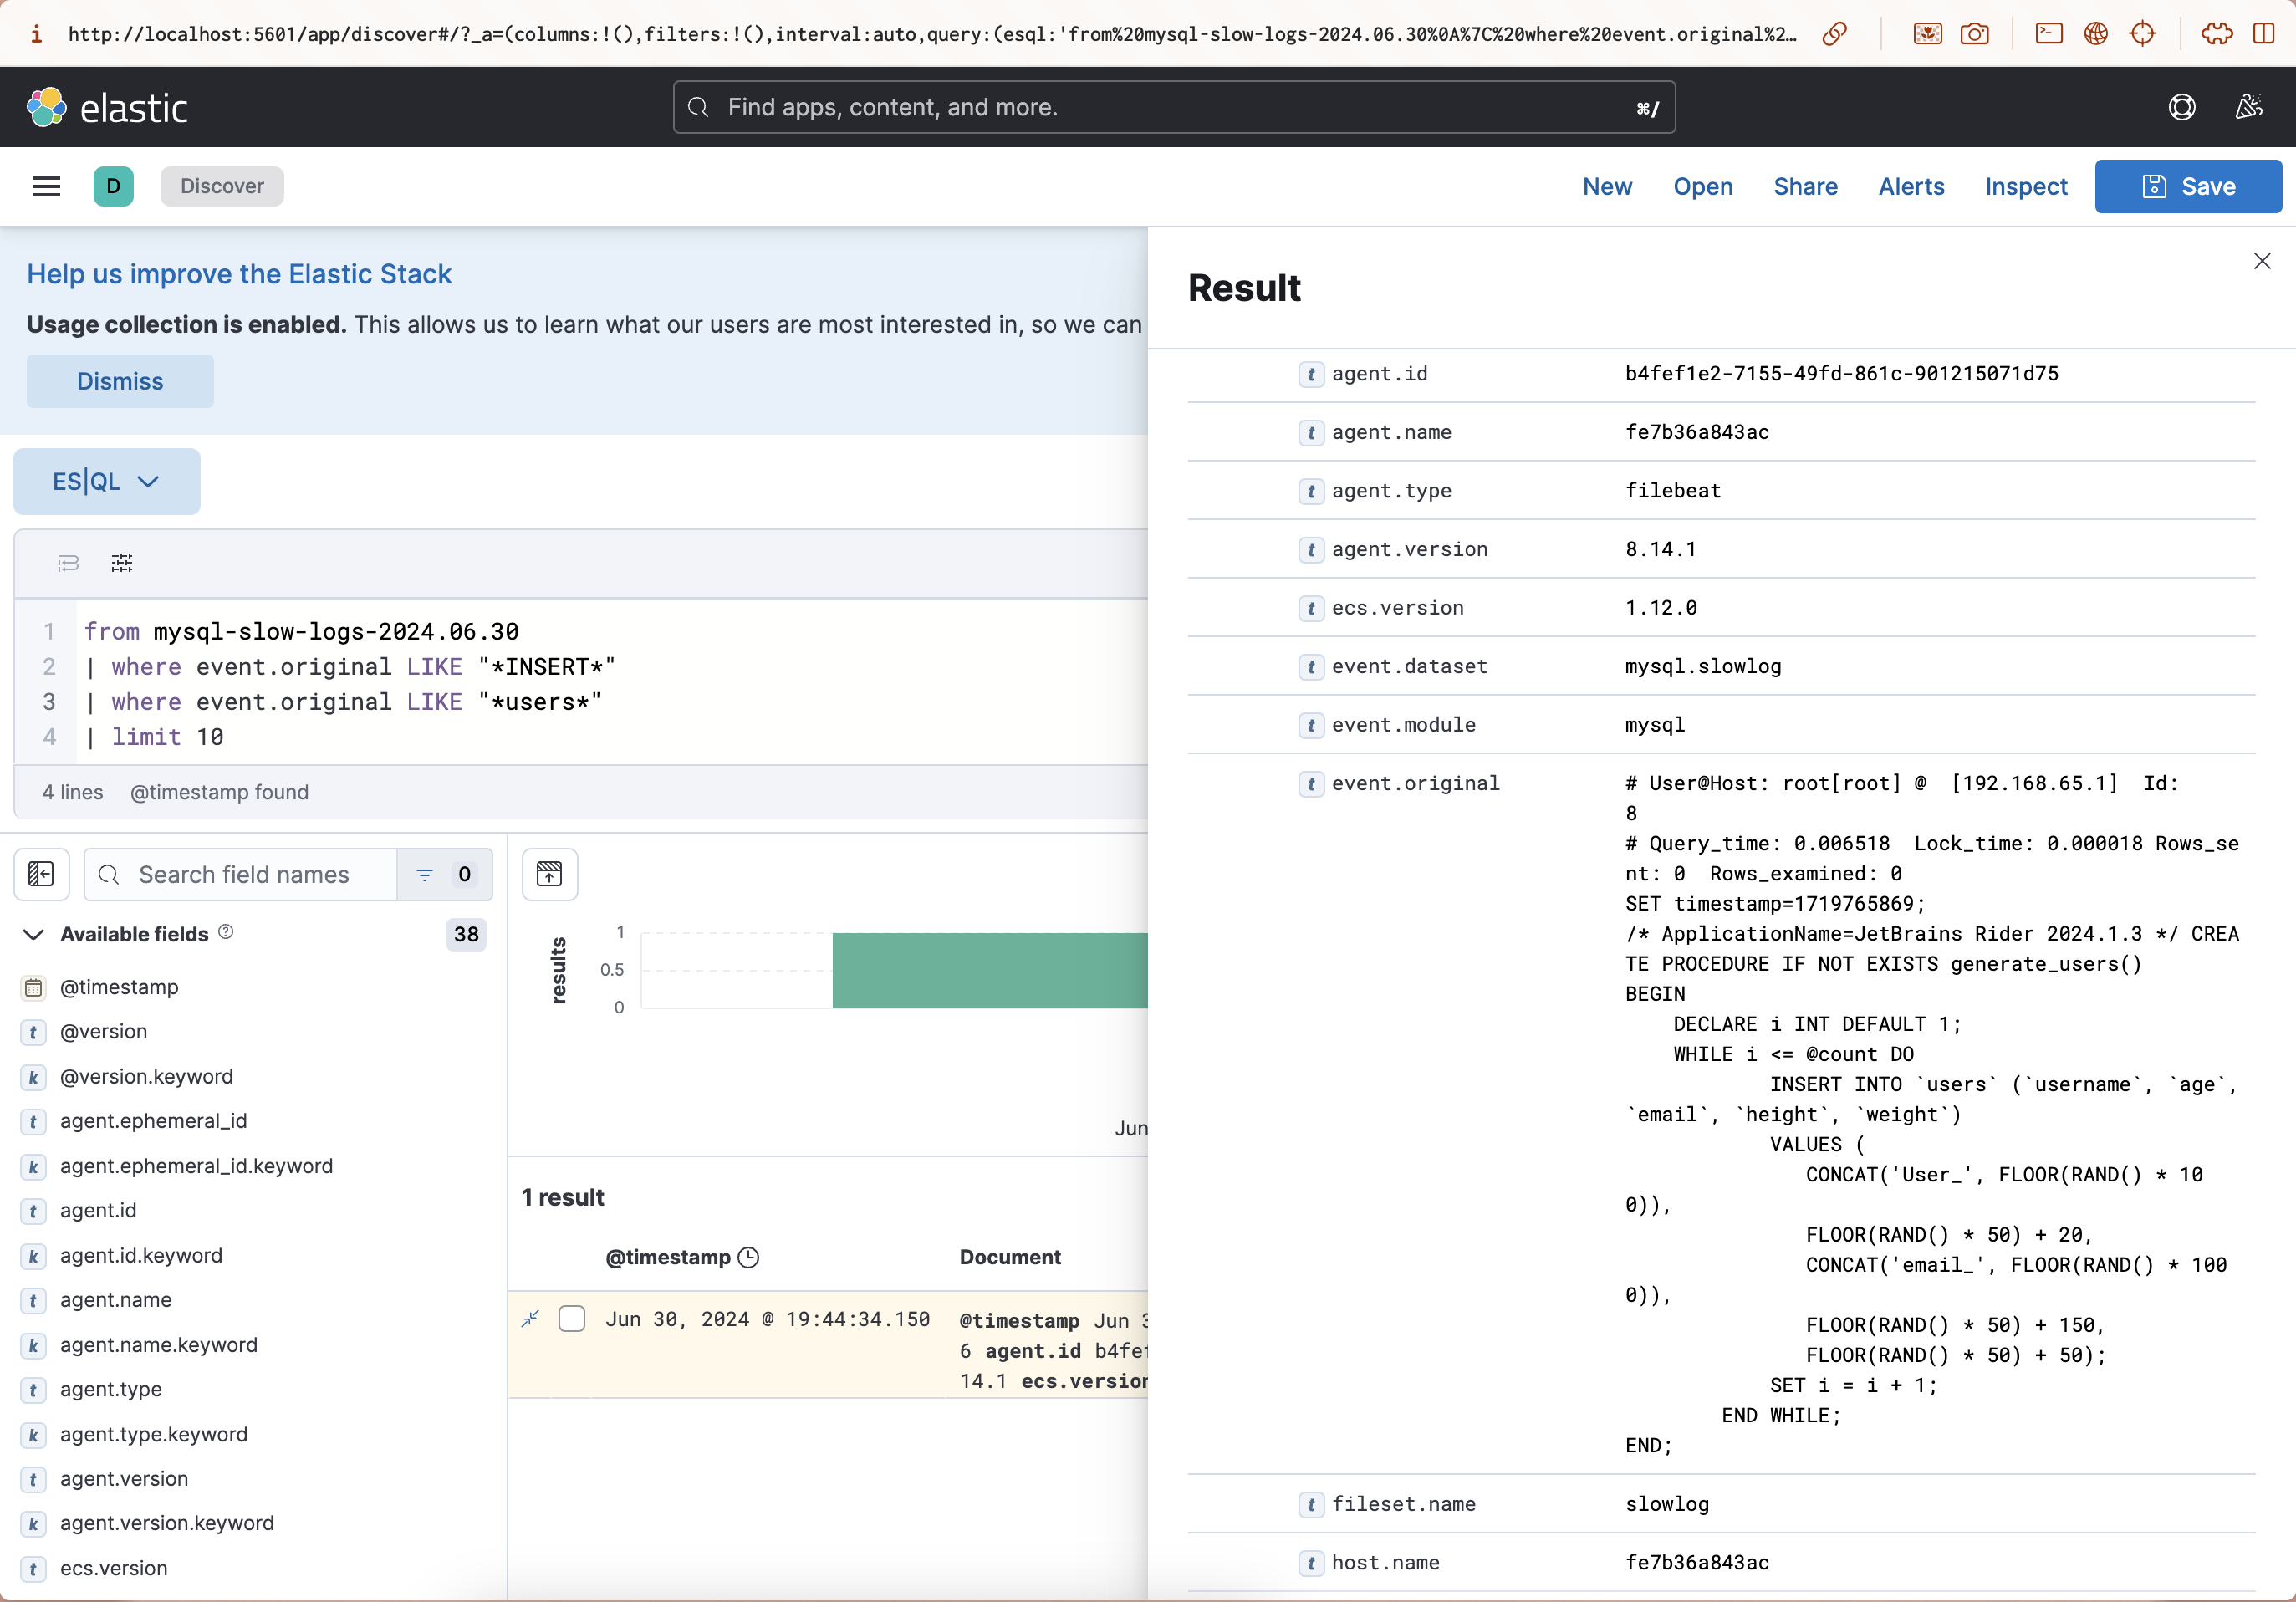 http://localhost:5601/app/discover#/?_a=(columns:!(),filters:!(),interval:auto,query:(esql:'from%20mysql-slow-logs-2024.06.30%0A%7C%20where%20event.original%2…
elastic
Find apps, content, and more.
⌘/
D
Discover
New
Open
Share
Alerts
Inspect
Save
Help us improve the Elastic Stack
Usage collection is enabled. This allows us to learn what our users are most interested in, so we can
Dismiss
ES|QL
1 from mysql-slow-logs-2024.06.30
2 | where event.original LIKE "*INSERT*"
3 | where event.original LIKE "*users*"
4 | limit 10
4 lines @timestamp found
Search field names
0
Available fields
38
@timestamp
t @version
k @version.keyword
t agent.ephemeral_id
k agent.ephemeral_id.keyword
t agent.id
k agent.id.keyword
t agent.name
k agent.name.keyword
t agent.type
k agent.type.keyword
t agent.version
k agent.version.keyword
t ecs.version
results
1
0.5
0
Jun
1 result
@timestamp
Document
Jun 30, 2024 @ 19:44:34.150
@timestamp Jun 3
6 agent.id b4fef
14.1 ecs.version
Result
t agent.id b4fef1e2-7155-49fd-861c-901215071d75
t agent.name fe7b36a843ac
t agent.type filebeat
t agent.version 8.14.1
t ecs.version 1.12.0
t event.dataset mysql.slowlog
t event.module mysql
t event.original # User@Host: root[root] @  [192.168.65.1]  Id:
8
# Query_time: 0.006518  Lock_time: 0.000018 Rows_se
nt: 0  Rows_examined: 0
SET timestamp=1719765869;
/* ApplicationName=JetBrains Rider 2024.1.3 */ CREA
TE PROCEDURE IF NOT EXISTS generate_users()
BEGIN
DECLARE i INT DEFAULT 1;
WHILE i <= @count DO
INSERT INTO `users` (`username`, `age`,
`email`, `height`, `weight`)
VALUES (
CONCAT('User_', FLOOR(RAND() * 10
0)),
FLOOR(RAND() * 50) + 20,
CONCAT('email_', FLOOR(RAND() * 100
0)),
FLOOR(RAND() * 50) + 150,
FLOOR(RAND() * 50) + 50);
SET i = i + 1;
END WHILE;
END;
t fileset.name slowlog
t host.name fe7b36a843ac